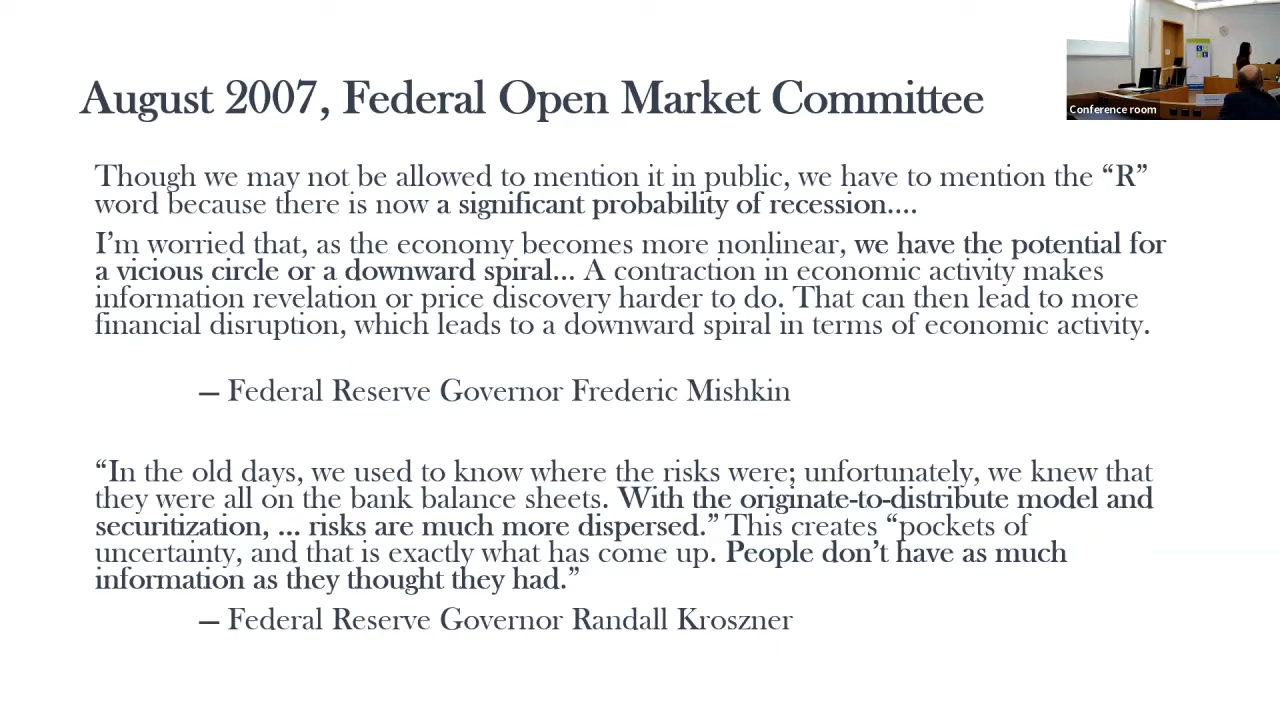 August 2007, Federal Open Market Committee
Conference room
Though we may not be allowed to mention it in public, we have to mention the “R”
word because there is now a significant probability of recession....
I’m worried that, as the economy becomes more nonlinear, we have the potential for
a vicious circle or a downward spiral... A contraction in economic activity makes
information revelation or price discovery harder to do. That can then lead to more
financial disruption, which leads to a downward spiral in terms of economic activity.
— Federal Reserve Governor Frederic Mishkin
“In the old days, we used to know where the risks were; unfortunately, we knew that
they were all on the bank balance sheets. With the originate-to-distribute model and
securitization, ... risks are much more dispersed.” This creates “pockets of
uncertainty, and that is exactly what has come up. People don’t have as much
information as they thought they had.”
— Federal Reserve Governor Randall Kroszner